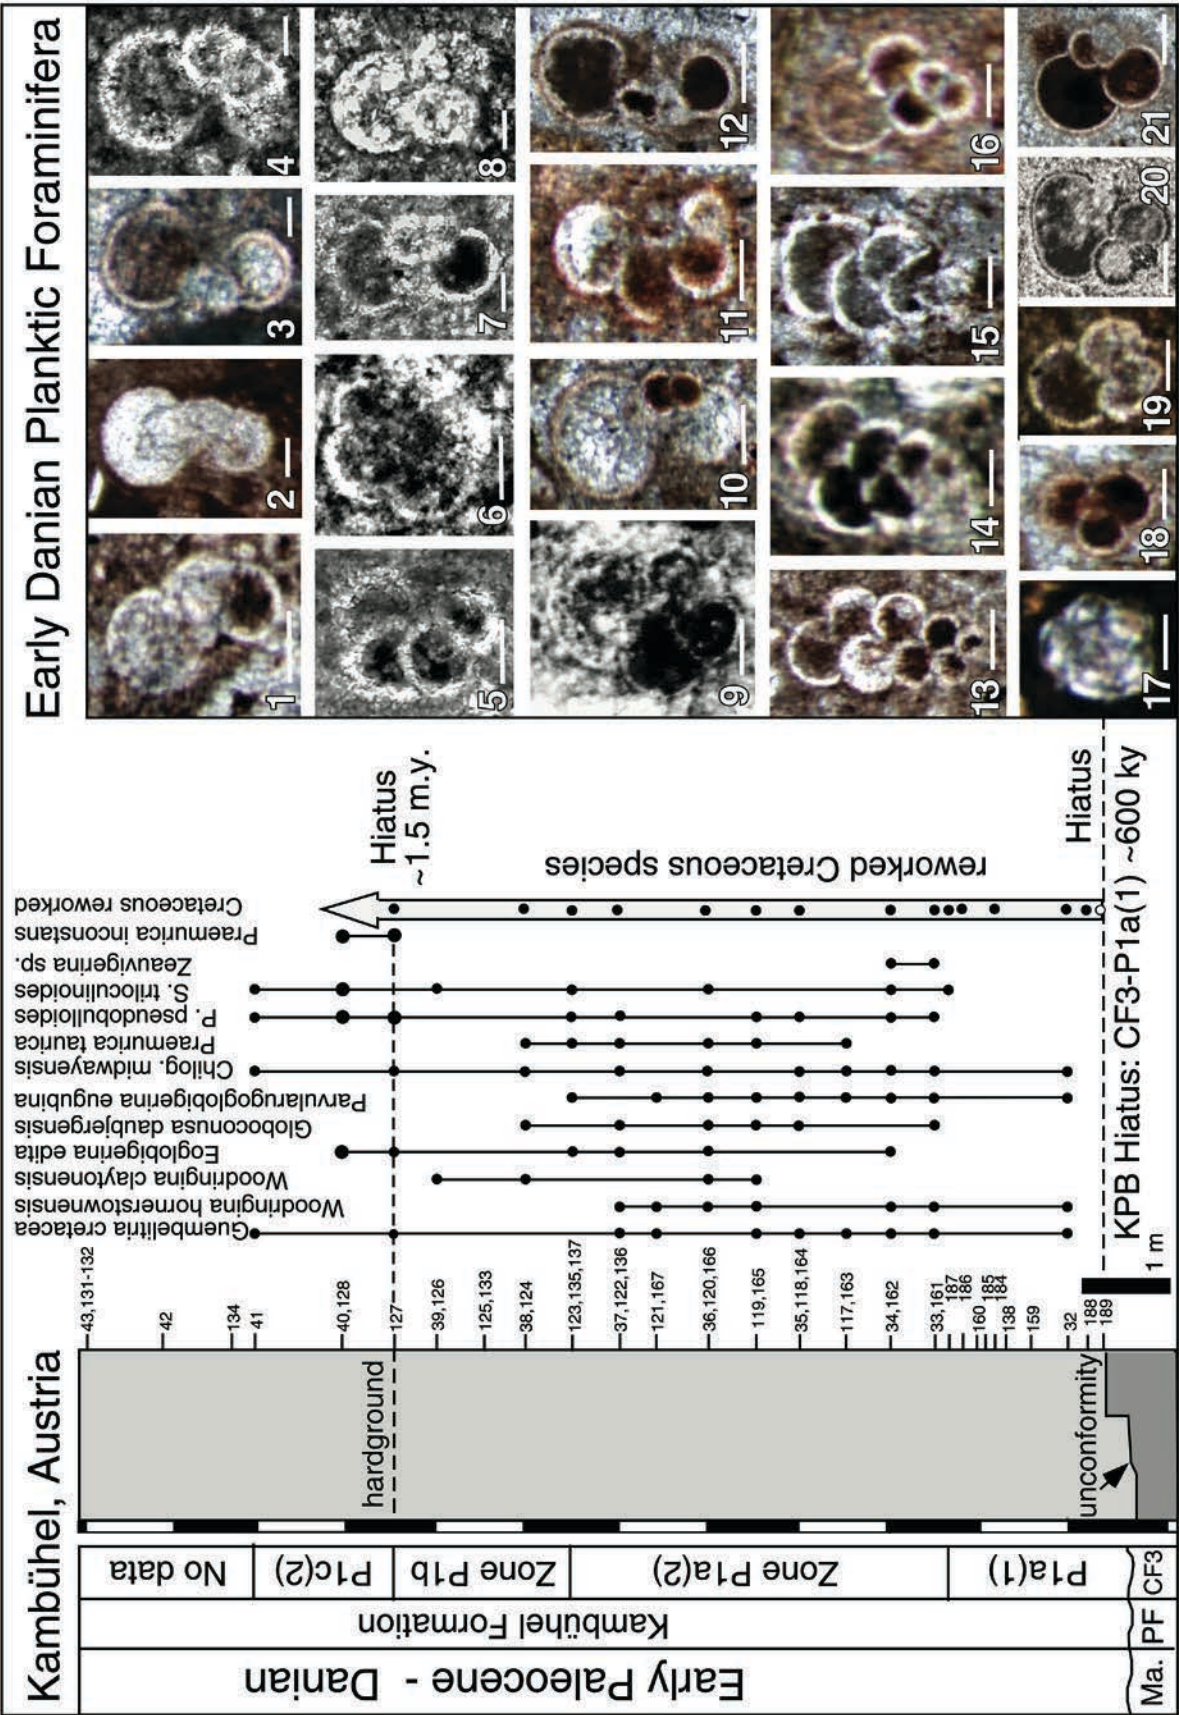 Kambühel, Austria
Early Danian Planktic Foraminifera
Early Paleocene - Danian
Ma.
Kambühel Formation
PF
No data
P1c(2)
Zone P1b
Zone P1a(2)
P1a(1)
CF3
hardground
unconformity
43,131-132
42
134
41
40,128
127
39,126
125,133
38,124
123,135,137
37,122,136
121,167
36,120,166
119,165
35,118,164
117,163
34,162
33,161
187
186
160
185
184
138
159
32
188
189
1 m
Guembelitria cretacea
Woodringina hornerstownensis
Woodringina claytonensis
Eoglobigerina edita
Globoconusa daubjergensis
Parvularugoglobigerina eugubina
Chilog. midwayensis
Praemurica taurica
P. pseudobulloides
S. triloculinoides
Zeauvigerina sp.
Praemurica inconstans
Cretaceous reworked
reworked Cretaceous species
Hiatus
~1.5 m.y.
Hiatus
KPB Hiatus: CF3-P1a(1) ~600 ky
1
2
3
4
5
6
7
8
9
10
11
12
13
14
15
16
17
18
19
20
21